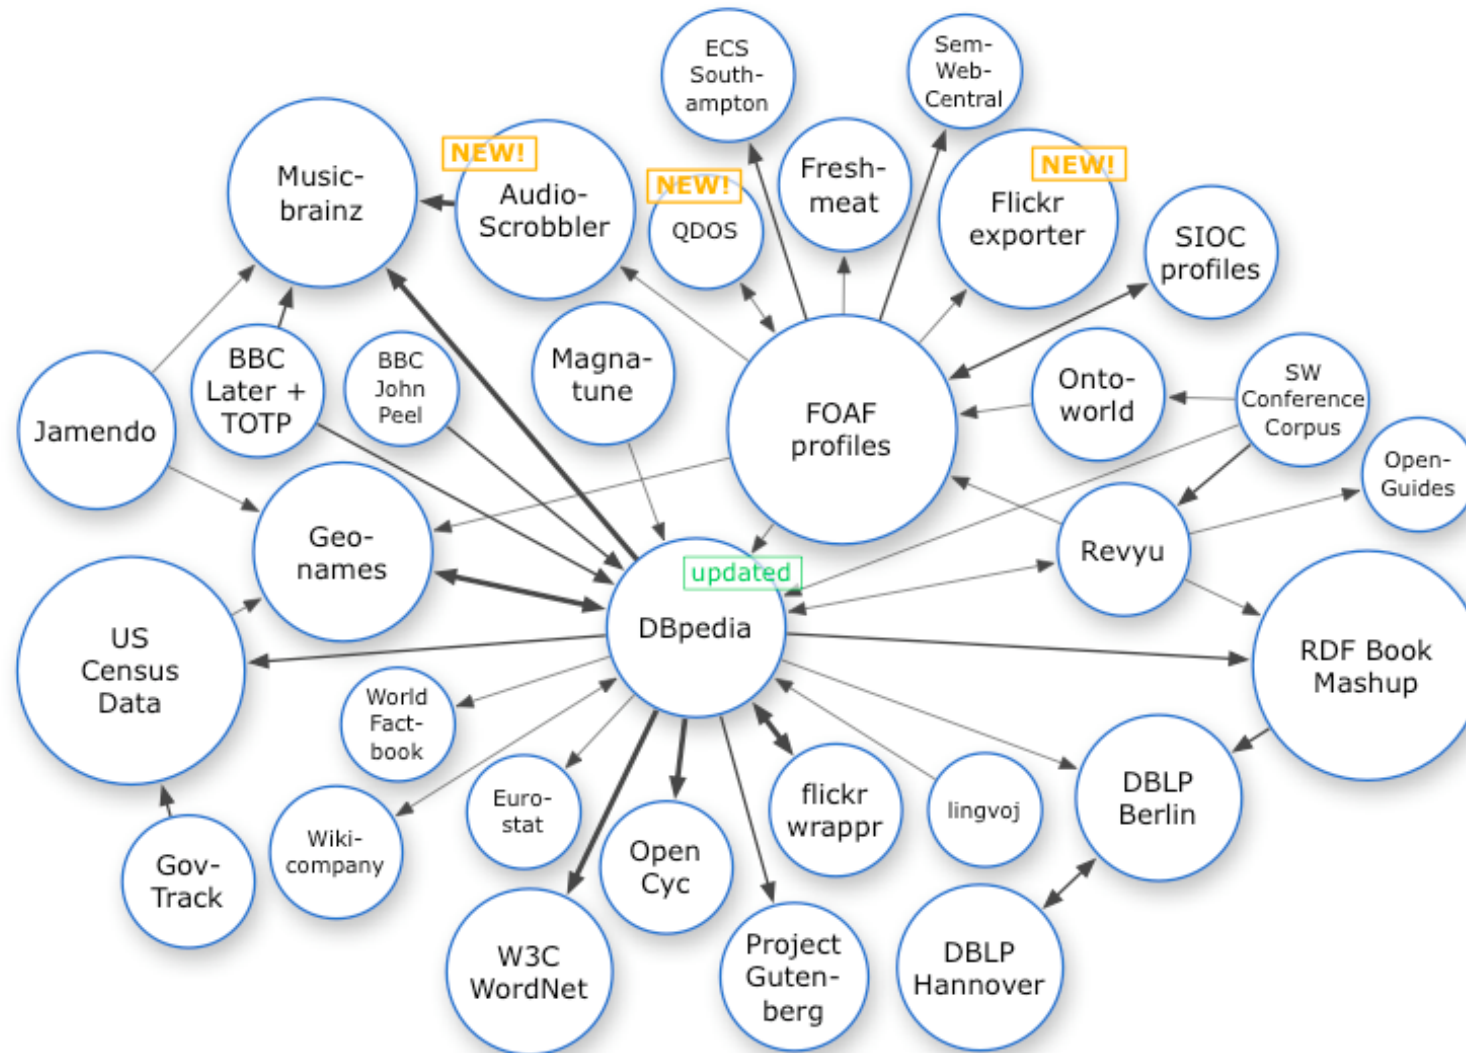 ECS
South-
ampton
Sem-
Web-
Central
NEW!
Music-
brainz
Audio-
Scrobbler
NEW!
QDOS
Fresh-
meat
NEW!
Flickr
exporter
SIOC
profiles
Jamendo
BBC
Later +
TOTP
BBC
John
Peel
Magna-
tune
FOAF
profiles
Onto-
world
SW
Conference
Corpus
Open-
Guides
Geo-
names
Revyu
updated
DBpedia
US
Census
Data
RDF Book
Mashup
World
Fact-
book
Wiki-
company
Euro-
stat
Open
Cyc
flickr
wrappr
lingvoj
DBLP
Berlin
Gov-
Track
W3C
WordNet
Project
Guten-
berg
DBLP
Hannover